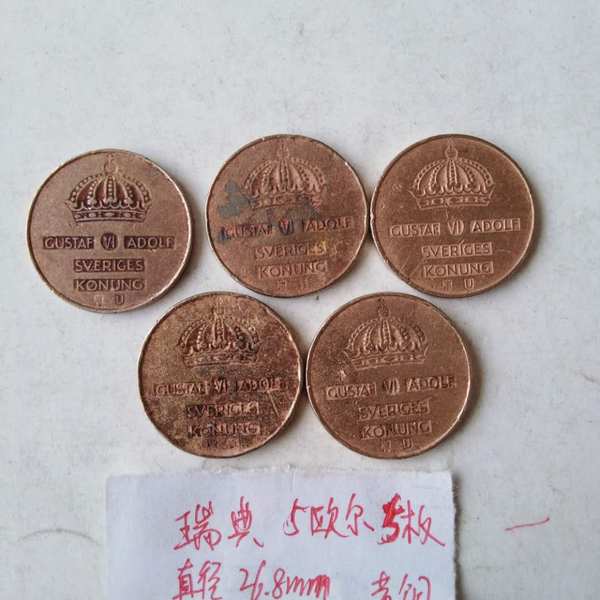 GUSTAF VI ADOLF
SVERIGES
KONUNG
T U
GUSTAF VI ADOLF
SVERIGES
KONUNG
GUSTAF VI ADOLF
SVERIGES
KONUNG
T U
GUSTAF VI ADOLF
SVERIGES
KONUNG
GUSTAF VI ADOLF
SVERIGES
KONUNG
T U
瑞典 5欧尔 5板
直径 26.8mm 青铜